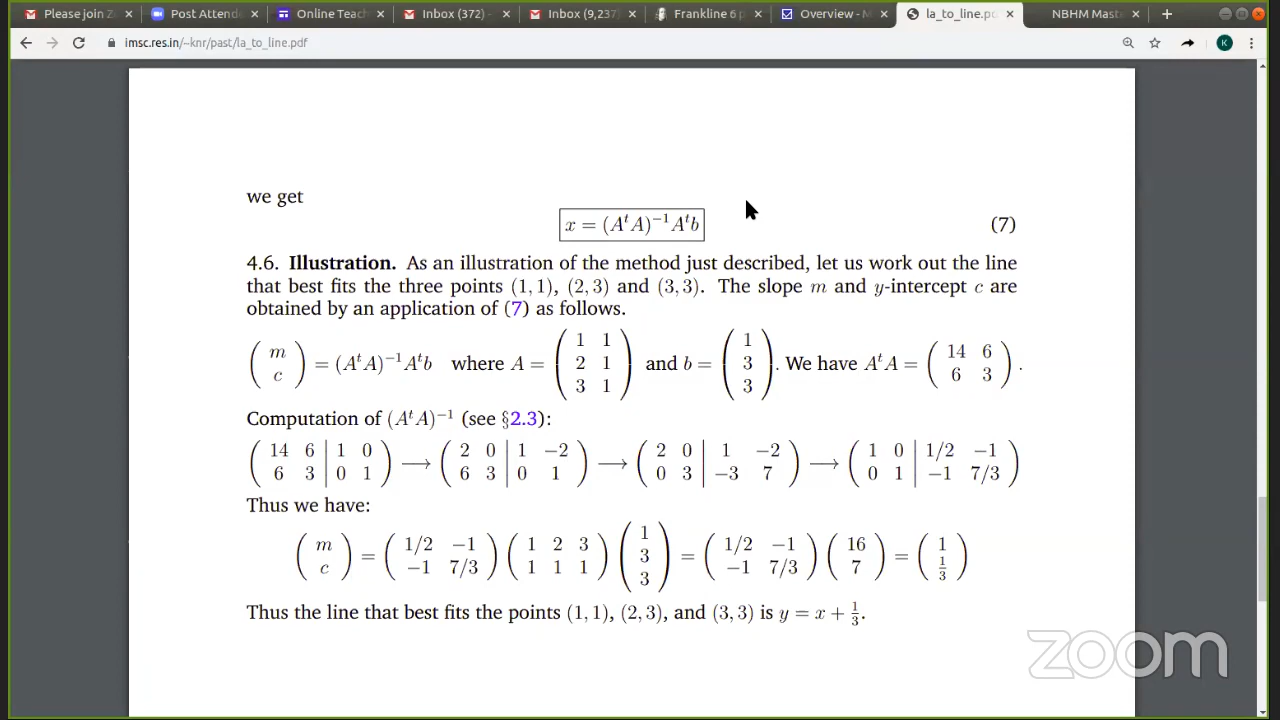 Please join Z
Post Attende
Online Teach
Inbox (372) -
Inbox (9,237)
Frankline 6 p
Overview - N
la_to_line.pd
NBHM Maste
imsc.res.in/~knr/past/la_to_line.pdf
K
we get
x = (AᵗA)⁻¹Aᵗb (7)
4.6. Illustration. As an illustration of the method just described, let us work out the line
that best fits the three points (1, 1), (2, 3) and (3, 3). The slope m and y-intercept c are
obtained by an application of (7) as follows.
( m ; c ) = (AᵗA)⁻¹Aᵗb where A = ( 1 1 ; 2 1 ; 3 1 ) and b = ( 1 ; 3 ; 3 ). We have AᵗA = ( 14 6 ; 6 3 ).
Computation of (AᵗA)⁻¹ (see §2.3):
( 14 6 | 1 0 ; 6 3 | 0 1 ) ⟶ ( 2 0 | 1 −2 ; 6 3 | 0 1 ) ⟶ ( 2 0 | 1 −2 ; 0 3 | −3 7 ) ⟶ ( 1 0 | 1/2 −1 ; 0 1 | −1 7/3 )
Thus we have:
( m ; c ) = ( 1/2 −1 ; −1 7/3 ) ( 1 2 3 ; 1 1 1 ) ( 1 ; 3 ; 3 ) = ( 1/2 −1 ; −1 7/3 ) ( 16 ; 7 ) = ( 1 ; 1/3 )
Thus the line that best fits the points (1, 1), (2, 3), and (3, 3) is y = x + 1/3.
zoom